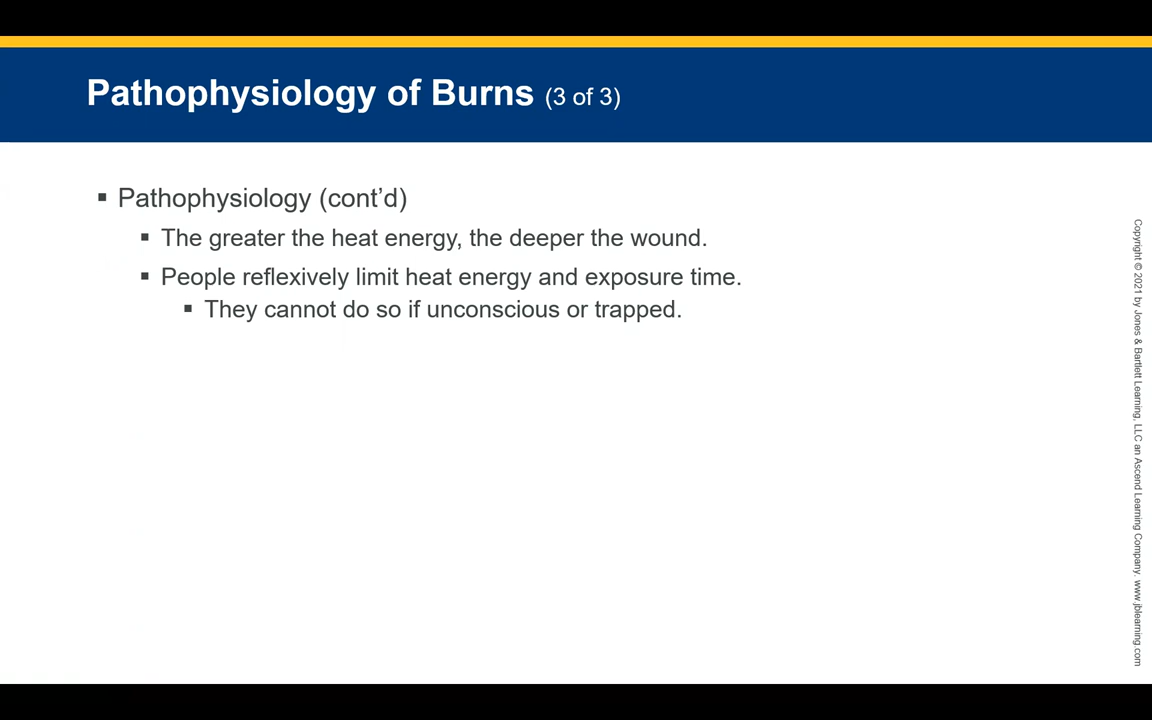 Pathophysiology of Burns (3 of 3)
▪ Pathophysiology (cont’d)
▪ The greater the heat energy, the deeper the wound.
▪ People reflexively limit heat energy and exposure time.
▪ They cannot do so if unconscious or trapped.
Copyright © 2021 by Jones & Bartlett Learning, LLC an Ascend Learning Company. www.jblearning.com